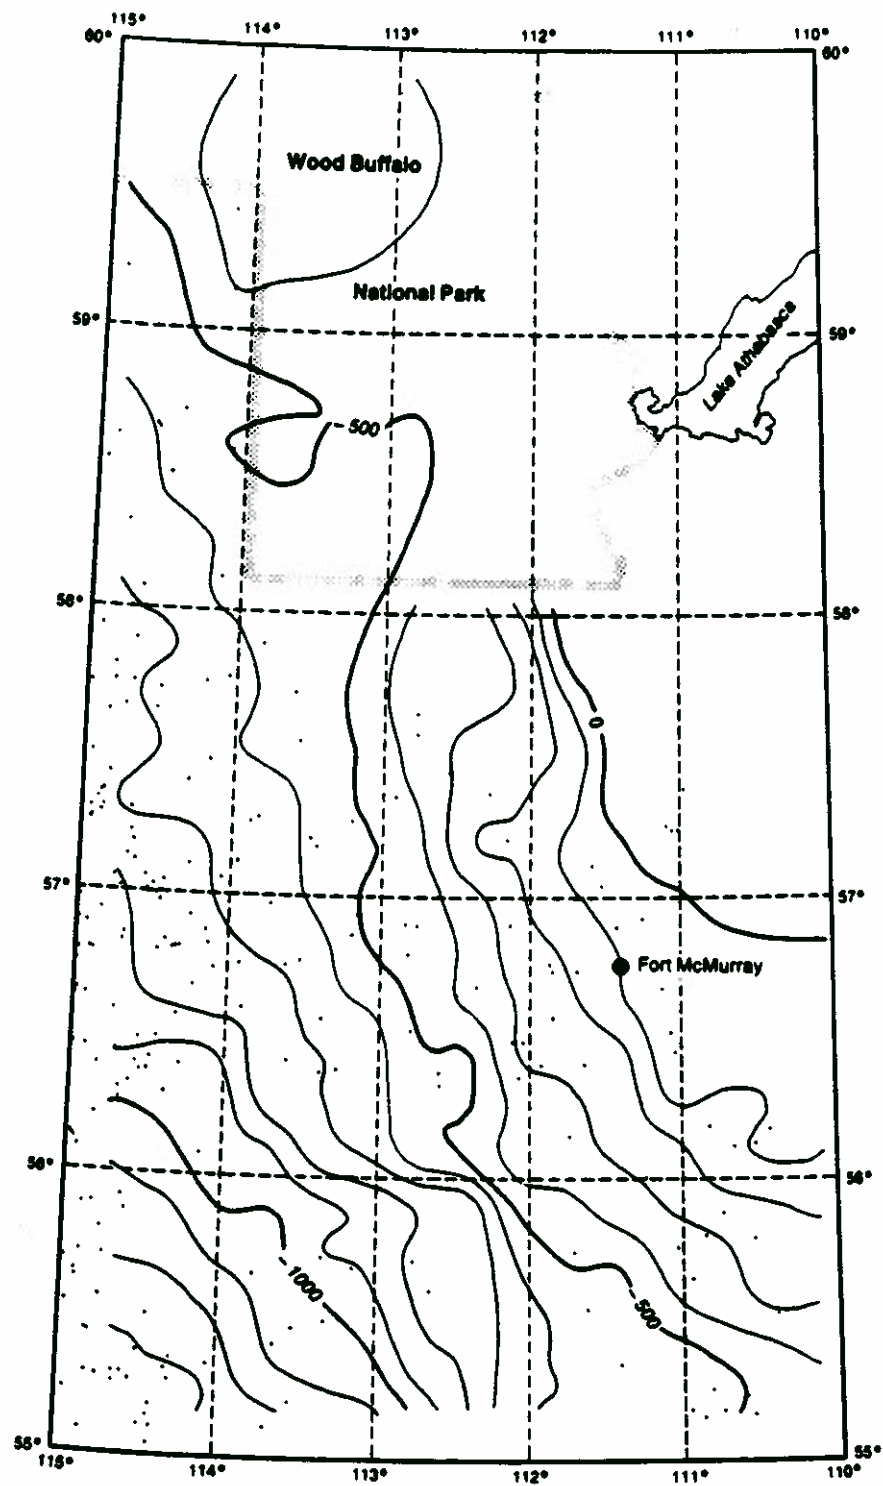 115° 114° 113° 112° 111° 110°
60° 60°
Wood Buffalo
National Park
59° 59°
Lake Athabasca
- 500
58° 58°
0
57° 57°
Fort McMurray
56° 56°
- 1000
- 500
55° 55°
115° 114° 113° 112° 111° 110°